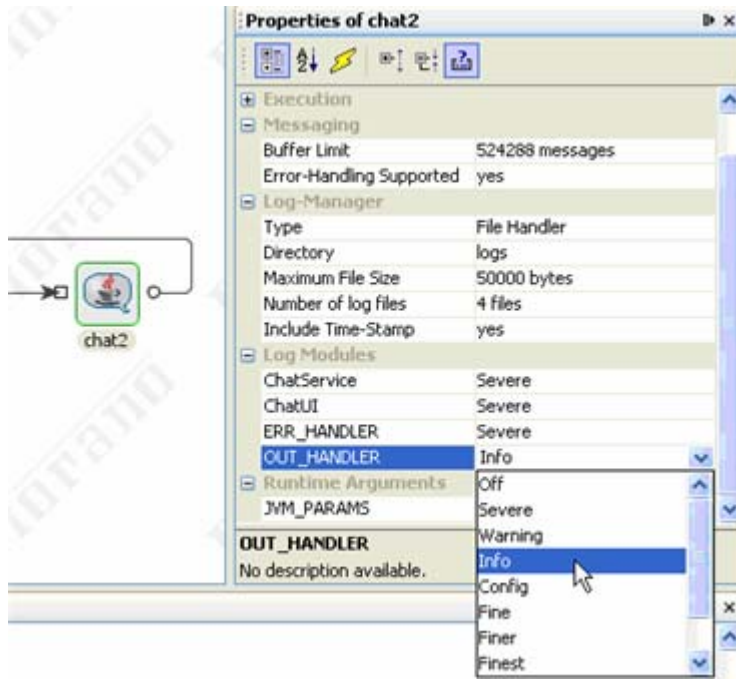 Properties of chat2
Execution
Messaging
Buffer Limit 524288 messages
Error-Handling Supported yes
Log-Manager
Type File Handler
Directory logs
Maximum File Size 50000 bytes
Number of log files 4 files
Include Time-Stamp yes
Log Modules
ChatService Severe
ChatUI Severe
ERR_HANDLER Severe
OUT_HANDLER Info
Runtime Arguments
JVM_PARAMS
Off
Severe
Warning
Info
Config
Fine
Finer
Finest
OUT_HANDLER
No description available.
chat2